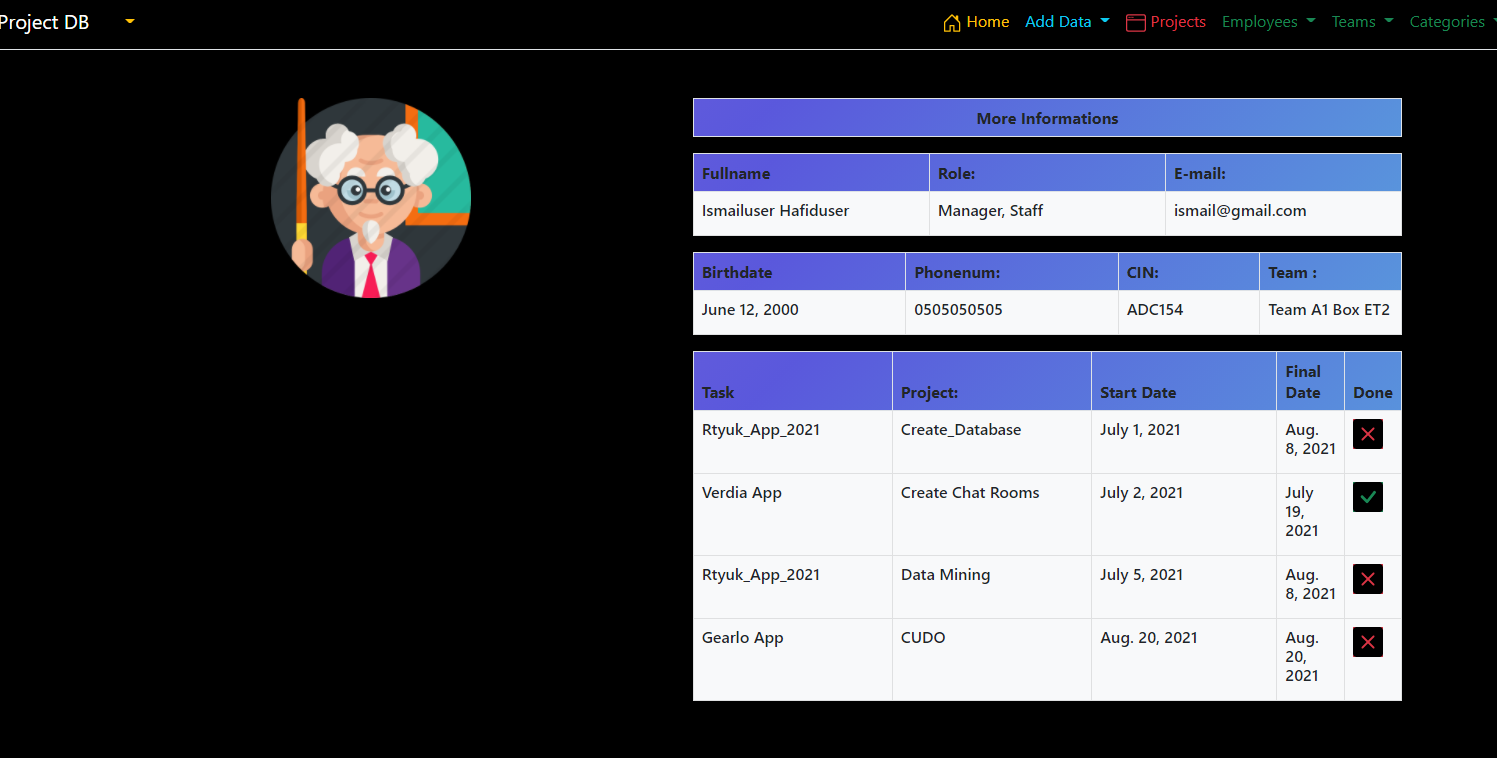 Project DB
Home Add Data Projects Employees Teams Categories
More Informations
Fullname Role: E-mail:
Ismailuser Hafiduser Manager, Staff ismail@gmail.com
Birthdate Phonenum: CIN: Team :
June 12, 2000 0505050505 ADC154 Team A1 Box ET2
Task Project: Start Date Final Date Done
Rtyuk_App_2021 Create_Database July 1, 2021 Aug. 8, 2021
Verdia App Create Chat Rooms July 2, 2021 July 19, 2021
Rtyuk_App_2021 Data Mining July 5, 2021 Aug. 8, 2021
Gearlo App CUDO Aug. 20, 2021 Aug. 20, 2021